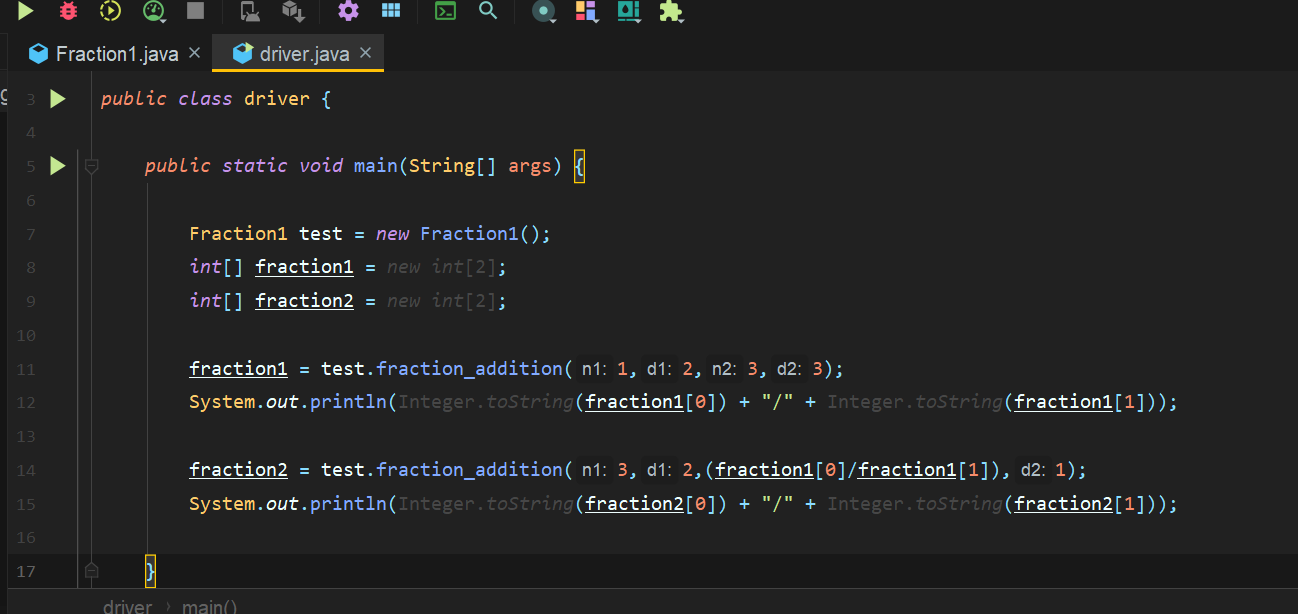 Fraction1.java × driver.java ×
3 public class driver {
4
5 public static void main(String[] args) {
6
7 Fraction1 test = new Fraction1();
8 int[] fraction1 = new int[2];
9 int[] fraction2 = new int[2];
10
11 fraction1 = test.fraction_addition( n1: 1, d1: 2, n2: 3, d2: 3);
12 System.out.println(Integer.toString(fraction1[0]) + "/" + Integer.toString(fraction1[1]));
13
14 fraction2 = test.fraction_addition( n1: 3, d1: 2,(fraction1[0]/fraction1[1]), d2: 1);
15 System.out.println(Integer.toString(fraction2[0]) + "/" + Integer.toString(fraction2[1]));
16
17 }
driver › main()